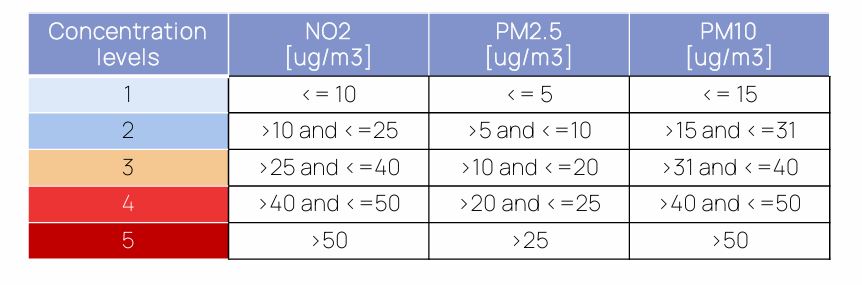 Concentration levels NO2 [ug/m3] PM2.5 [ug/m3] PM10 [ug/m3]
1 <= 10 <= 5 <= 15
2 >10 and <=25 >5 and <=10 >15 and <=31
3 >25 and <=40 >10 and <=20 >31 and <=40
4 >40 and <=50 >20 and <=25 >40 and <=50
5 >50 >25 >50